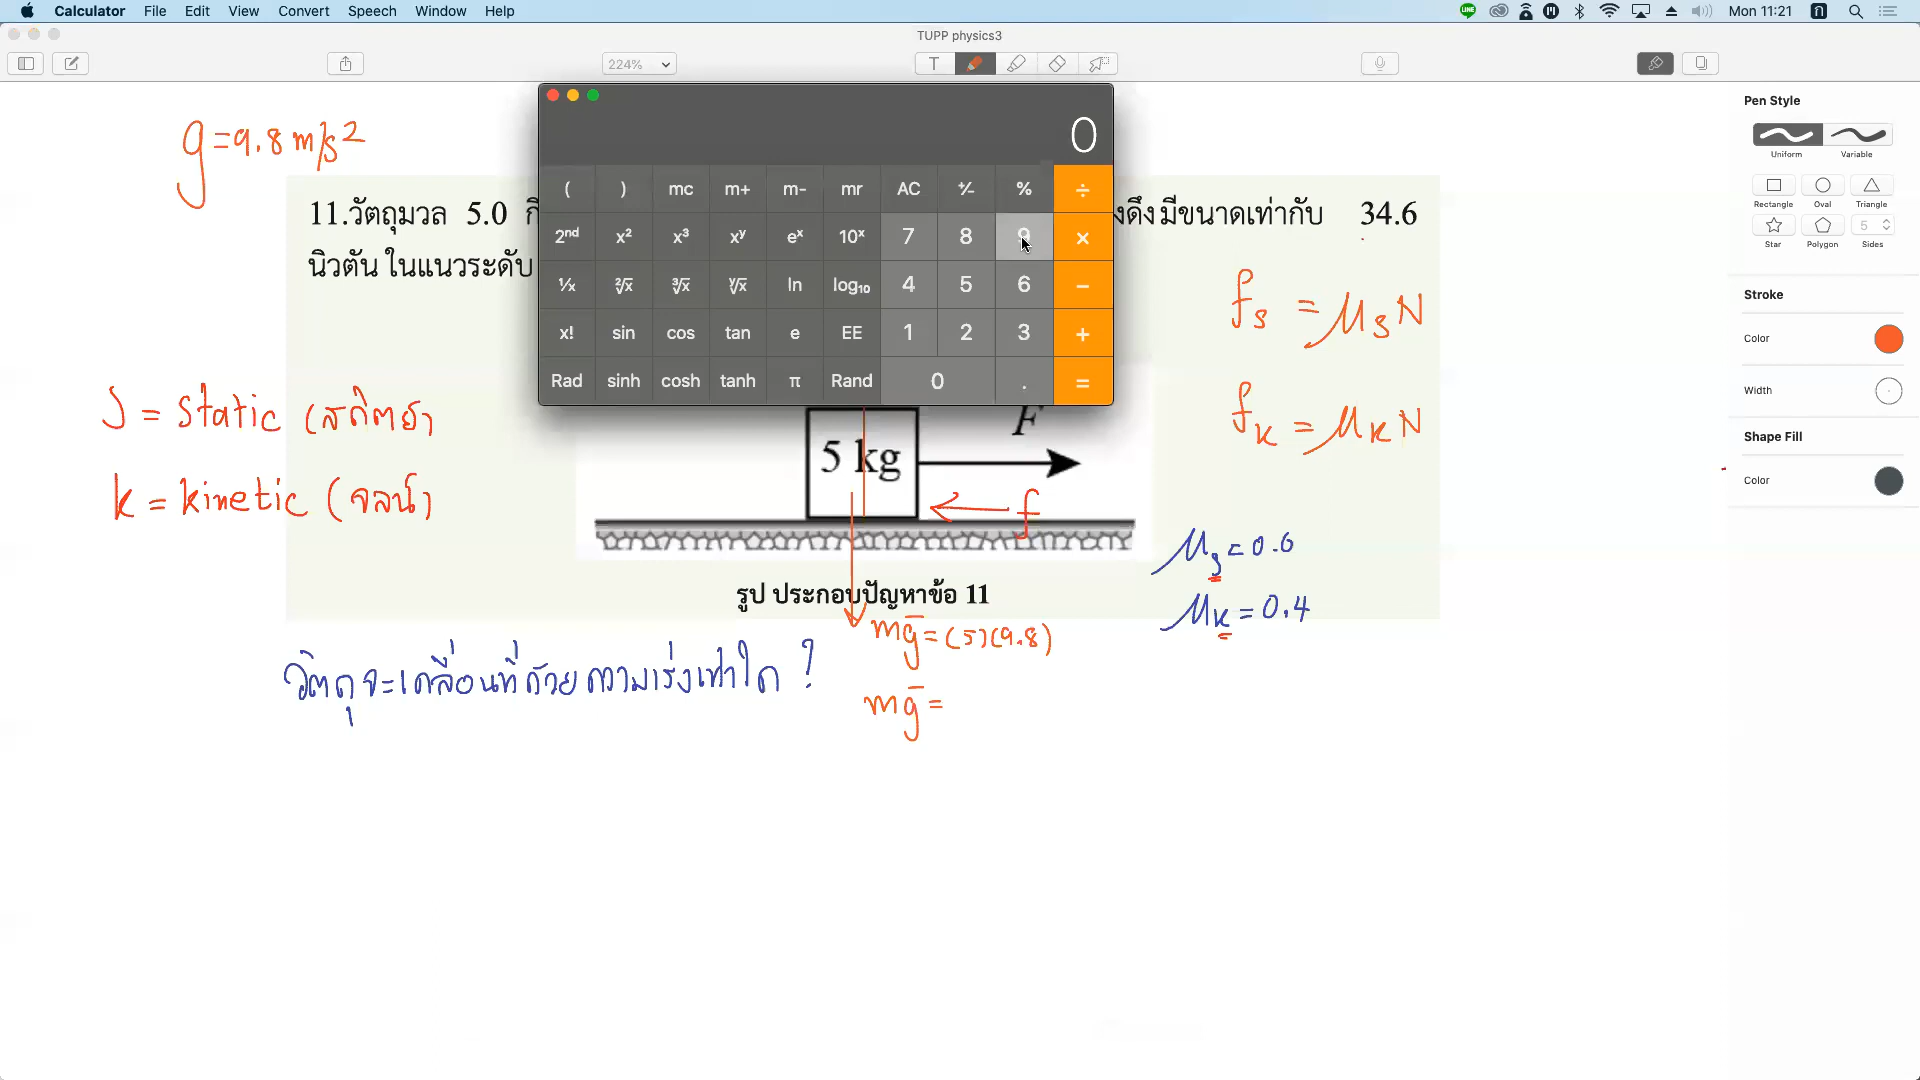 Calculator File Edit View Convert Speech Window Help Mon 11:21
TUPP physics3
224%
T
Pen Style
Uniform Variable
Rectangle Oval Triangle
5
Star Polygon Sides
Stroke
Color
Width
Shape Fill
Color
0
( ) mc m+ m- mr AC +/- % ÷
2nd x² x³ xʸ eˣ 10ˣ 7 8 9 ×
1/x ²√x ³√x ʸ√x ln log₁₀ 4 5 6 −
x! sin cos tan e EE 1 2 3 +
Rad sinh cosh tanh π Rand 0 . =
g = 9.8 m/s²
11.วัตถุมวล 5.0 กิ งดึงมีขนาดเท่ากับ 34.6
นิวตัน ในแนวระดับ
fs = μsN
fk = μkN
s = static (สถิตย์)
k = kinetic (จลน์)
F
5 kg
f
μs = 0.6
μk = 0.4
รูป ประกอบปัญหาข้อ 11
mg = (5)(9.8)
mg =
วัตถุจะเคลื่อนที่ด้วยความเร่งเท่าใด ?